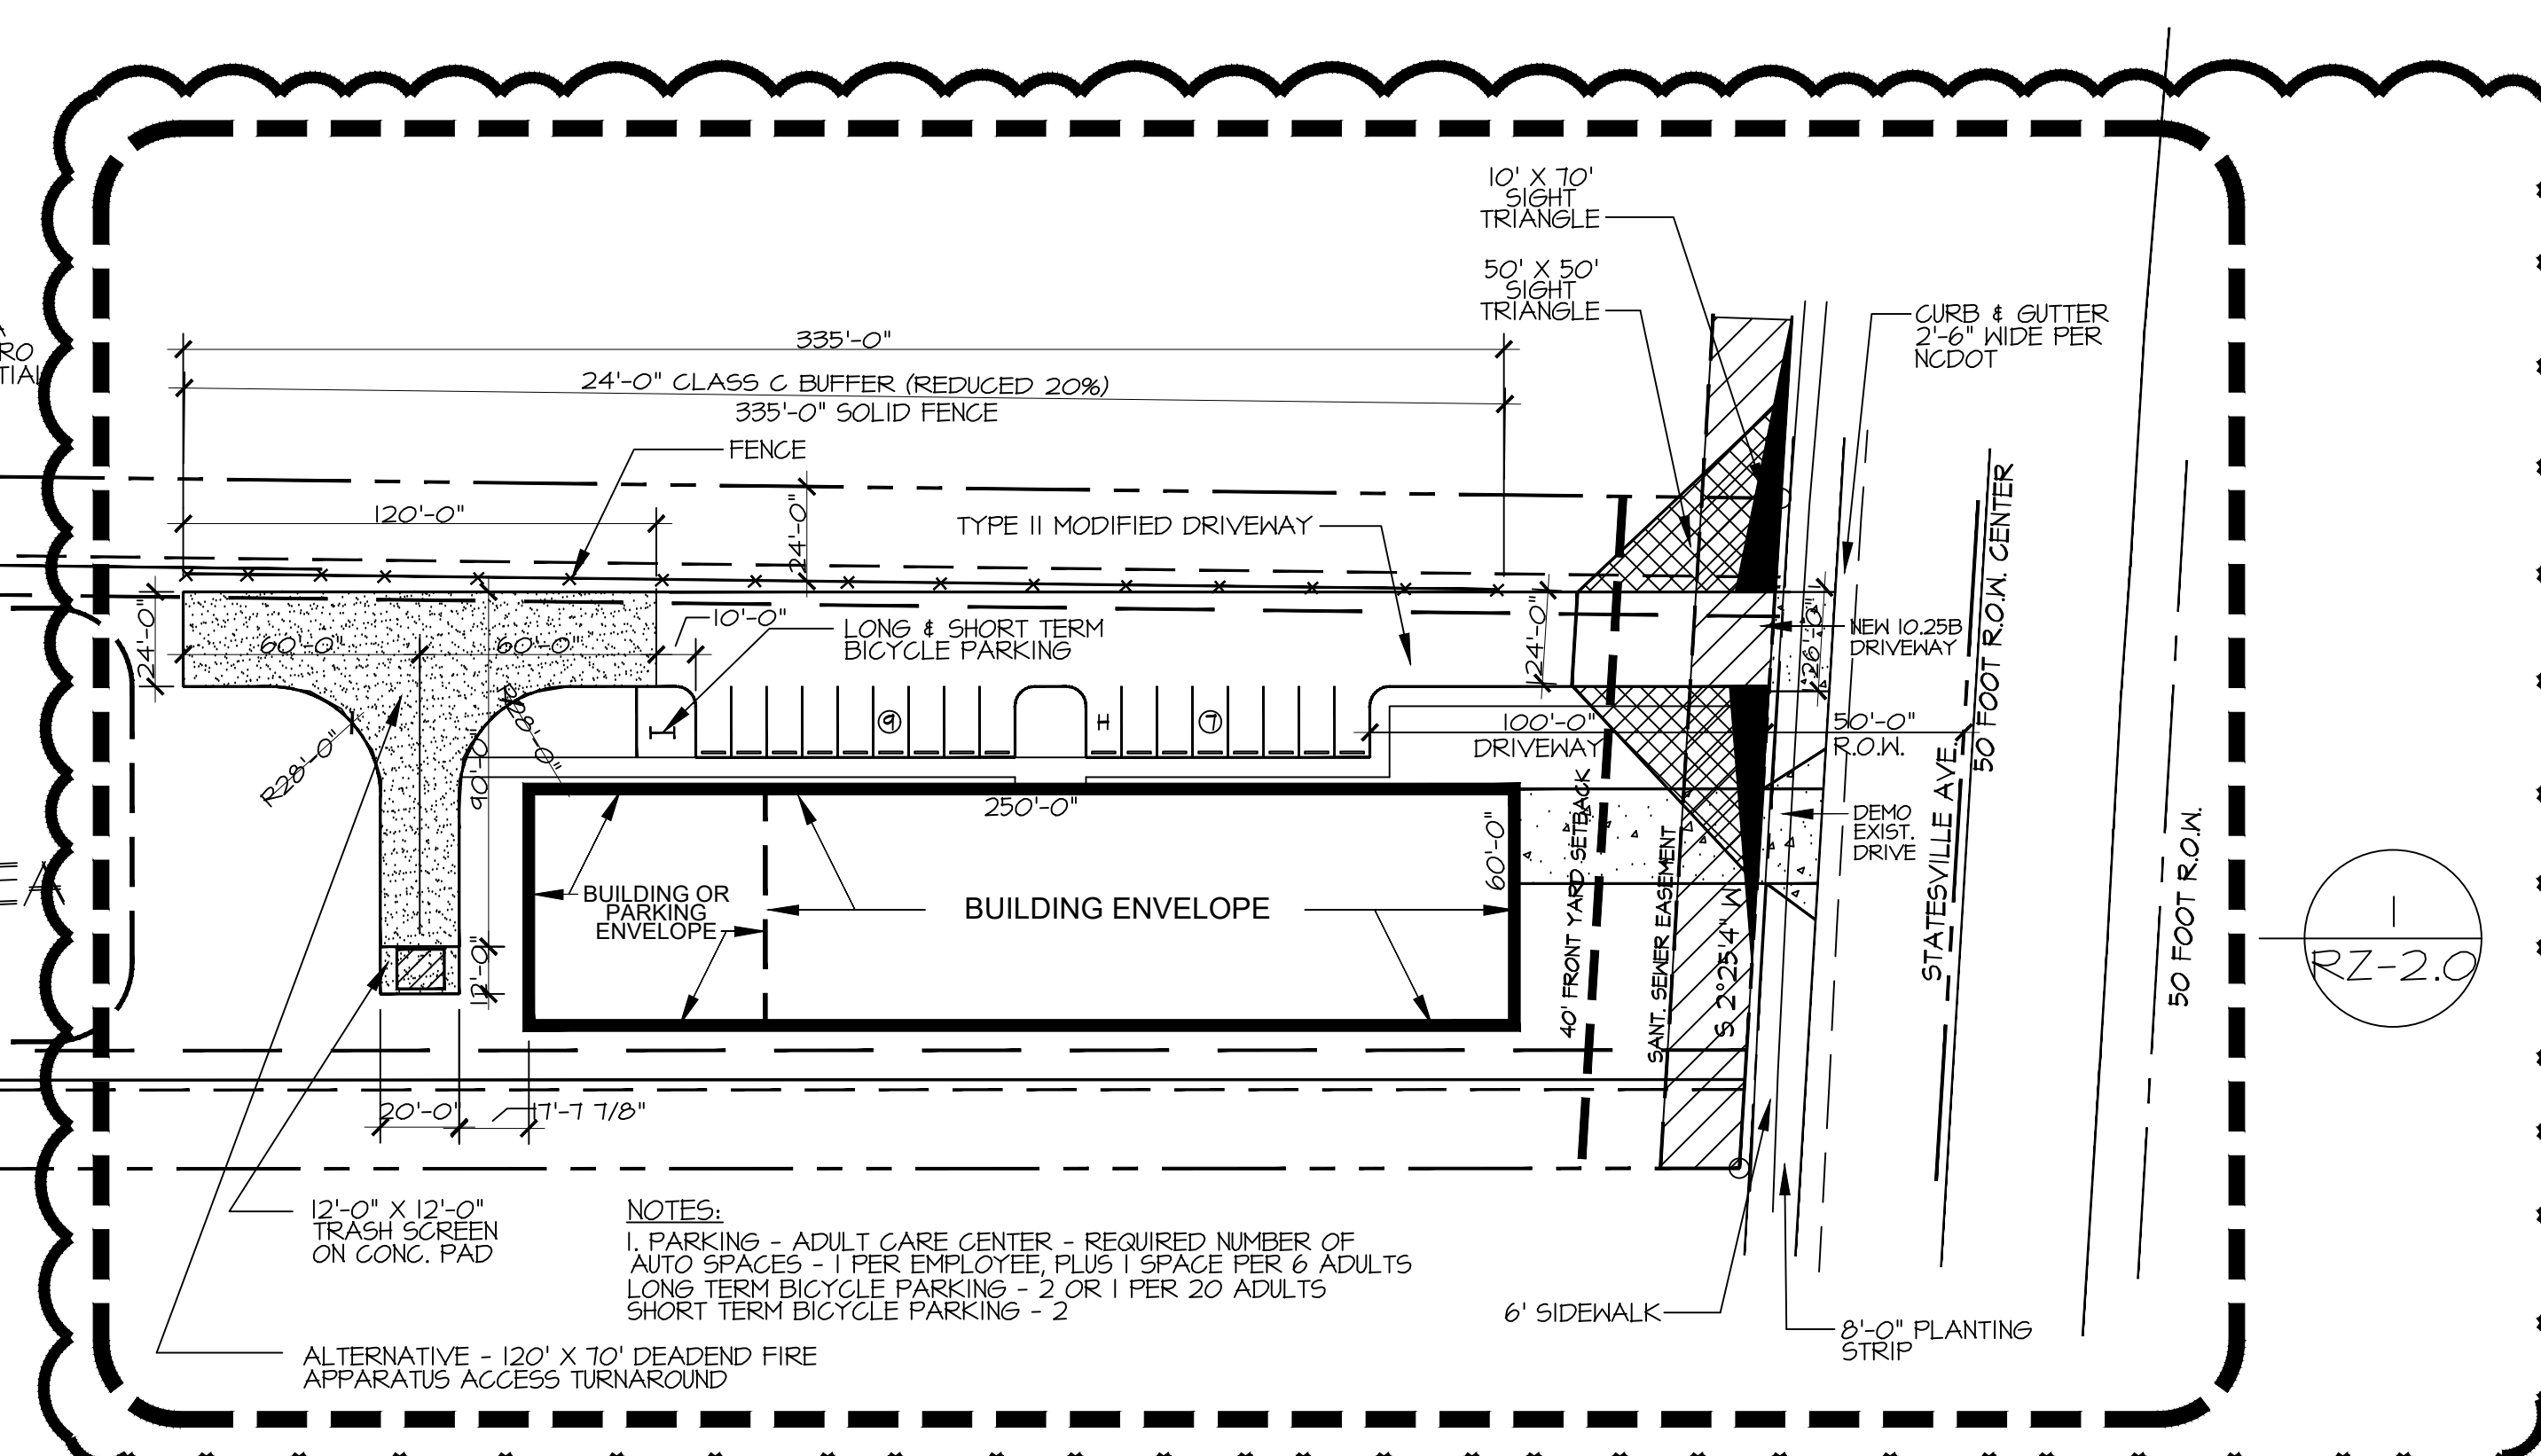 10' X 70'
SIGHT
TRIANGLE
50' X 50'
SIGHT
TRIANGLE
CURB & GUTTER
2'-6" WIDE PER
NCDOT
RO
TIAL
335'-0"
24'-0" CLASS C BUFFER (REDUCED 20%)
335'-0" SOLID FENCE
FENCE
120'-0"
24'-0"
TYPE II MODIFIED DRIVEWAY
24'-0"
60'-0"
60'-0"
10'-0"
LONG & SHORT TERM
BICYCLE PARKING
24'-0"
NEW 10.25B
DRIVEWAY
26'-0"
50 FOOT R.O.W. CENTER
R28'-0"
R28'-0"
90'-0"
9
H
7
100'-0"
DRIVEWAY
50'-0"
R.O.W.
250'-0"
60'-0"
BUILDING OR
PARKING
ENVELOPE
BUILDING ENVELOPE
40' FRONT YARD SETBACK
SANT. SEWER EASEMENT
S 2°25'4" W
DEMO
EXIST.
DRIVE
STATESVILLE AVE.
50 FOOT R.O.W.
1
RZ-2.0
12'-0"
20'-0"
17'-7 7/8"
12'-0" X 12'-0"
TRASH SCREEN
ON CONC. PAD
NOTES:
1. PARKING - ADULT CARE CENTER - REQUIRED NUMBER OF
AUTO SPACES - 1 PER EMPLOYEE, PLUS 1 SPACE PER 6 ADULTS
LONG TERM BICYCLE PARKING - 2 OR 1 PER 20 ADULTS
SHORT TERM BICYCLE PARKING - 2
6' SIDEWALK
8'-0" PLANTING
STRIP
ALTERNATIVE - 120' X 70' DEADEND FIRE
APPARATUS ACCESS TURNAROUND